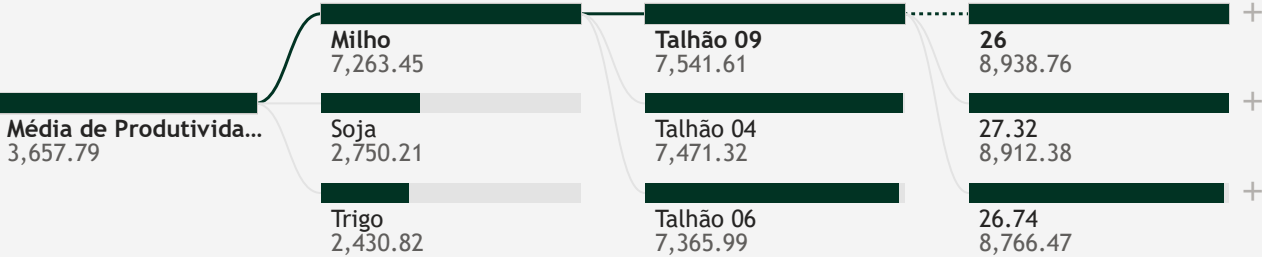 Média de Produtivida...
3,657.79
Milho
7,263.45
Soja
2,750.21
Trigo
2,430.82
Talhão 09
7,541.61
Talhão 04
7,471.32
Talhão 06
7,365.99
26
8,938.76
27.32
8,912.38
26.74
8,766.47